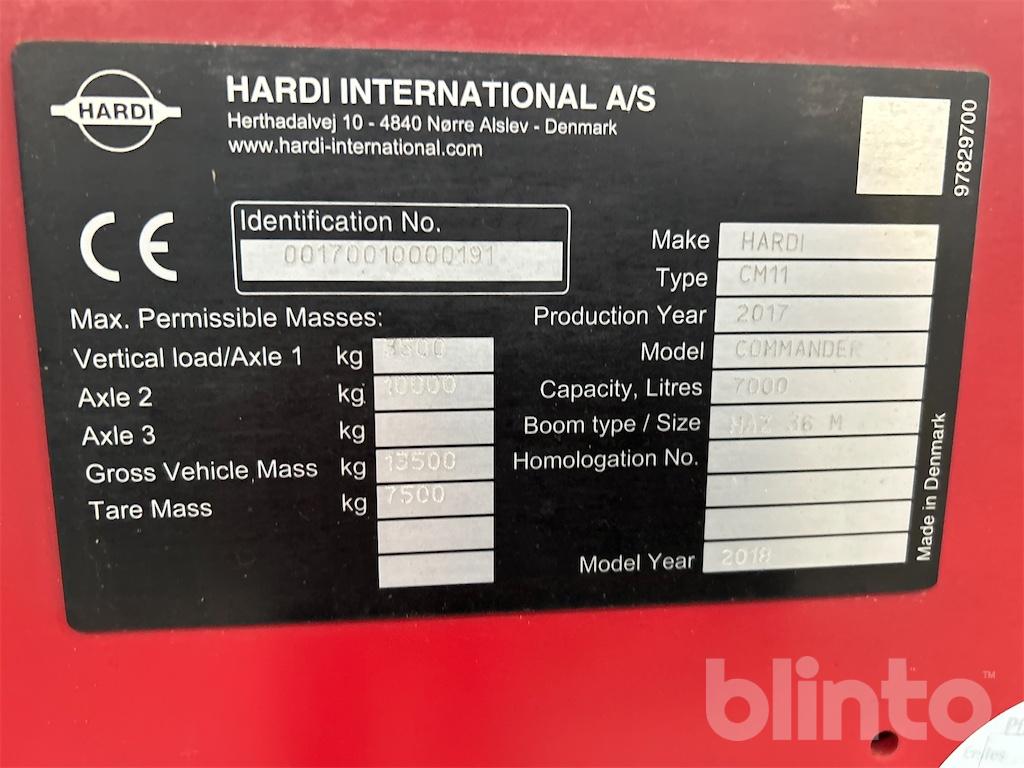 HARDI
HARDI INTERNATIONAL A/S
Herthadalvej 10 - 4840 Nørre Alslev - Denmark
www.hardi-international.com
97829700
CE
Identification No.
00170010000191
Max. Permissible Masses:
Vertical load/Axle 1 kg 3500
Axle 2 kg 10000
Axle 3 kg
Gross Vehicle Mass kg 13500
Tare Mass kg 7500
Make HARDI
Type CM11
Production Year 2017
Model COMMANDER
Capacity, Litres 7000
Boom type / Size 36 M
Homologation No.
Model Year 2018
Made in Denmark
blinto™